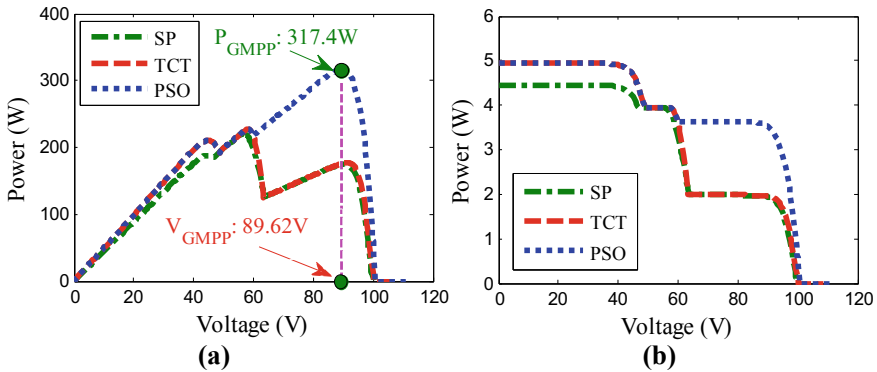 400
300
200
100
0
0
20
40
60
80
100
120
Power (W)
Voltage (V)
SP
TCT
PSO
P_GMPP: 317.4W
V_GMPP: 89.62V
(a)
6
5
4
3
2
1
0
0
20
40
60
80
100
120
Power (W)
Voltage (V)
SP
TCT
PSO
(b)